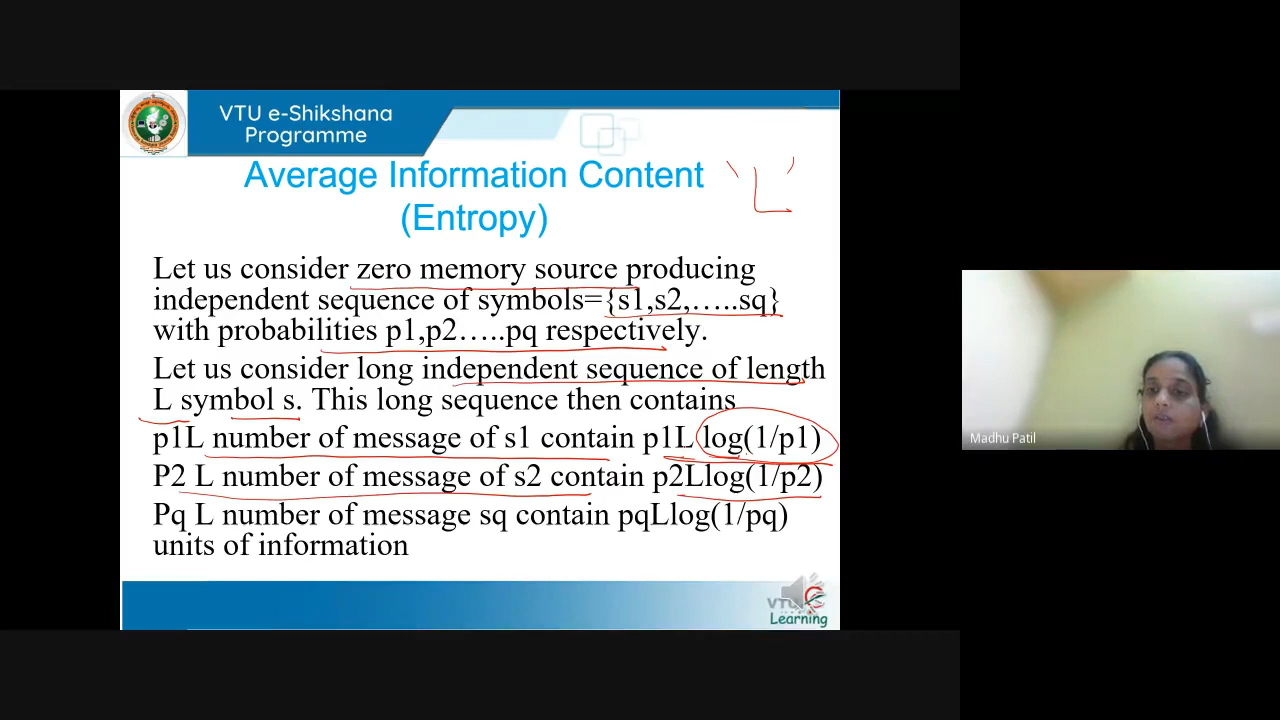 VTU e-Shikshana
Programme
Average Information Content
(Entropy)
'L'
Let us consider zero memory source producing
independent sequence of symbols={s1,s2,…..sq}
with probabilities p1,p2…..pq respectively.
Let us consider long independent sequence of length
L symbol s. This long sequence then contains
p1L number of message of s1 contain p1L log(1/p1)
P2 L number of message of s2 contain p2Llog(1/p2)
Pq L number of message sq contain pqLlog(1/pq)
units of information
VTU
Learning
Madhu Patil